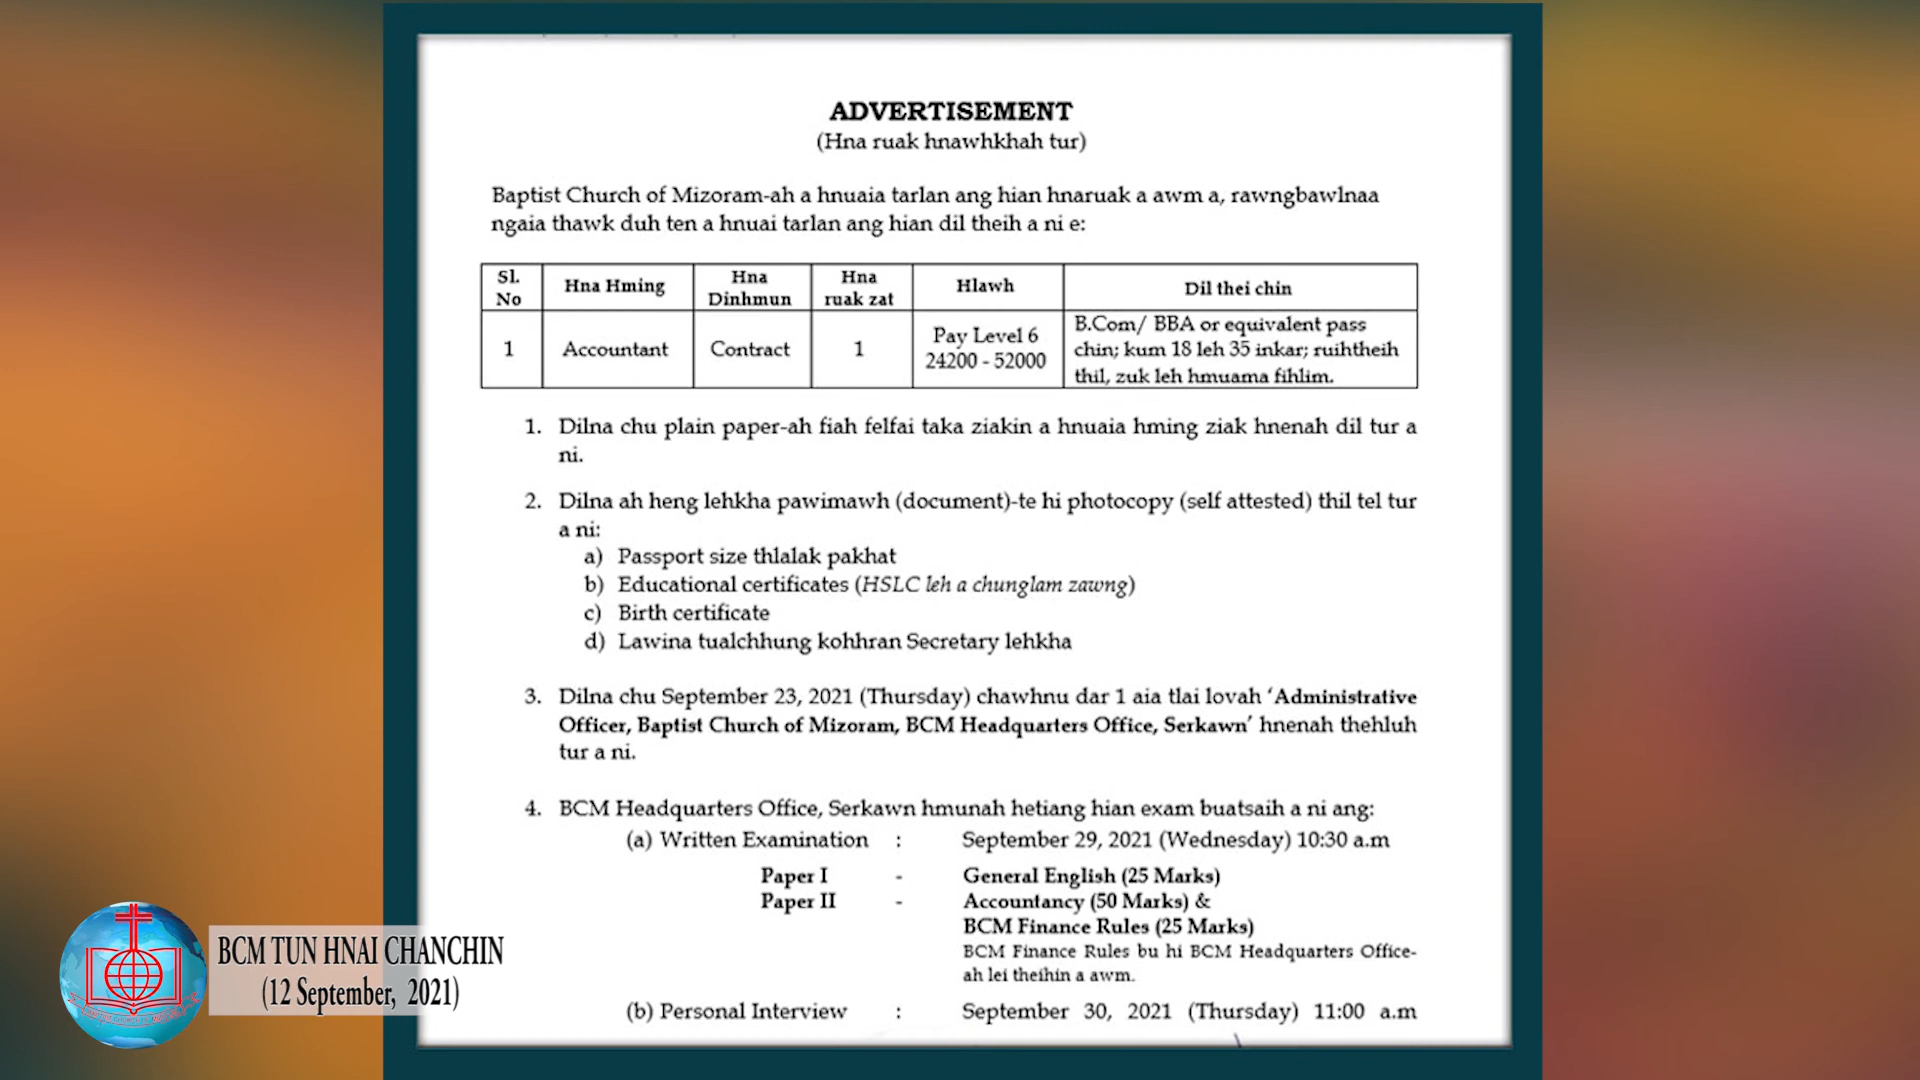 ADVERTISEMENT
(Hna ruak hnawhkhah tur)
Baptist Church of Mizoram-ah a hnuaia tarlan ang hian hnaruak a awm a, rawngbawlnaa
ngaia thawk duh ten a hnuai tarlan ang hian dil theih a ni e:
Sl. No
Hna Hming
Hna Dinhmun
Hna ruak zat
Hlawh
Dil thei chin
1
Accountant
Contract
1
Pay Level 6
24200 - 52000
B.Com/ BBA or equivalent pass
chin; kum 18 leh 35 inkar; ruihtheih
thil, zuk leh hmuama fihlim.
1. Dilna chu plain paper-ah fiah felfai taka ziakin a hnuaia hming ziak hnenah dil tur a
ni.
2. Dilna ah heng lehkha pawimawh (document)-te hi photocopy (self attested) thil tel tur
a ni:
a) Passport size thlalak pakhat
b) Educational certificates (HSLC leh a chunglam zawng)
c) Birth certificate
d) Lawina tualchhung kohhran Secretary lehkha
3. Dilna chu September 23, 2021 (Thursday) chawhnu dar 1 aia tlai lovah ‘Administrative
Officer, Baptist Church of Mizoram, BCM Headquarters Office, Serkawn’ hnenah thehluh
tur a ni.
4. BCM Headquarters Office, Serkawn hmunah hetiang hian exam buatsaih a ni ang:
(a) Written Examination : September 29, 2021 (Wednesday) 10:30 a.m
Paper I - General English (25 Marks)
Paper II - Accountancy (50 Marks) &
BCM Finance Rules (25 Marks)
BCM Finance Rules bu hi BCM Headquarters Office-
ah lei theihin a awm.
(b) Personal Interview : September 30, 2021 (Thursday) 11:00 a.m
BCM TUN HNAI CHANCHIN
(12 September, 2021)